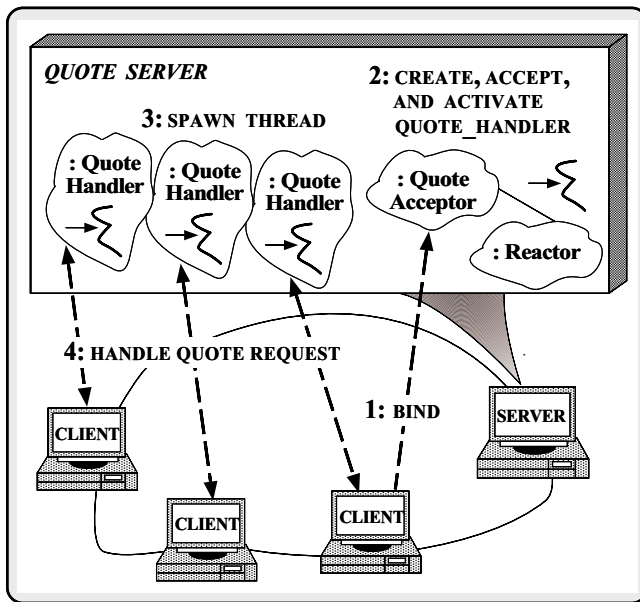 QUOTE SERVER
2: CREATE, ACCEPT,
AND ACTIVATE
QUOTE_HANDLER
3: SPAWN THREAD
: Quote
Handler
: Quote
Handler
: Quote
Handler
: Quote
Acceptor
: Reactor
4: HANDLE QUOTE REQUEST
1: BIND
CLIENT
SERVER
CLIENT
CLIENT